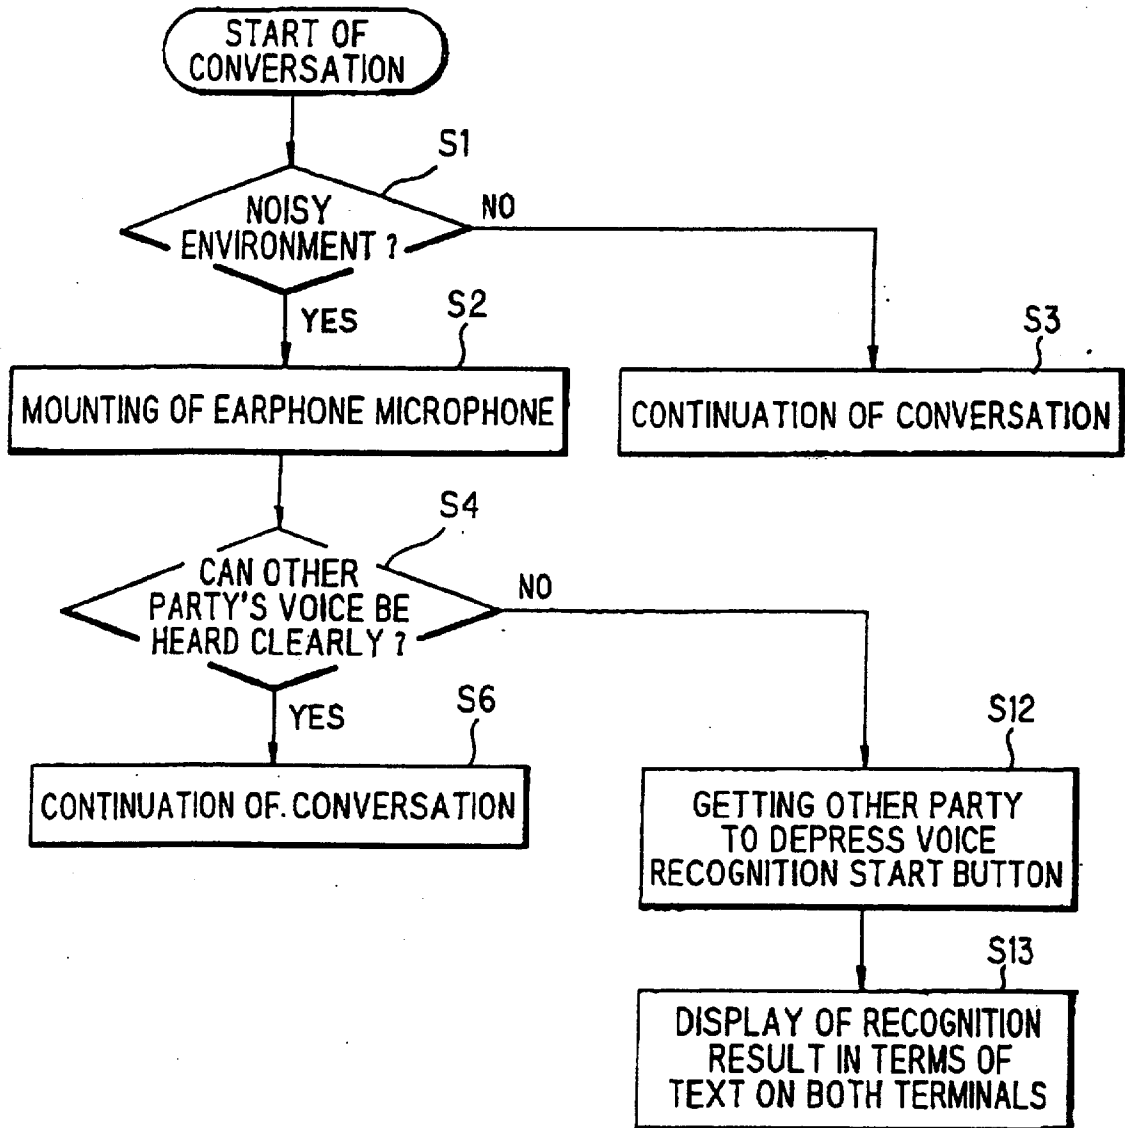 START OF
CONVERSATION
S1
NOISY
ENVIRONMENT ?
NO
YES
S2
S3
MOUNTING OF EARPHONE MICROPHONE
CONTINUATION OF CONVERSATION
S4
CAN OTHER
PARTY'S VOICE BE
HEARD CLEARLY ?
NO
YES
S6
S12
CONTINUATION OF. CONVERSATION
GETTING OTHER PARTY
TO DEPRESS VOICE
RECOGNITION START BUTTON
S13
DISPLAY OF RECOGNITION
RESULT IN TERMS OF
TEXT ON BOTH TERMINALS